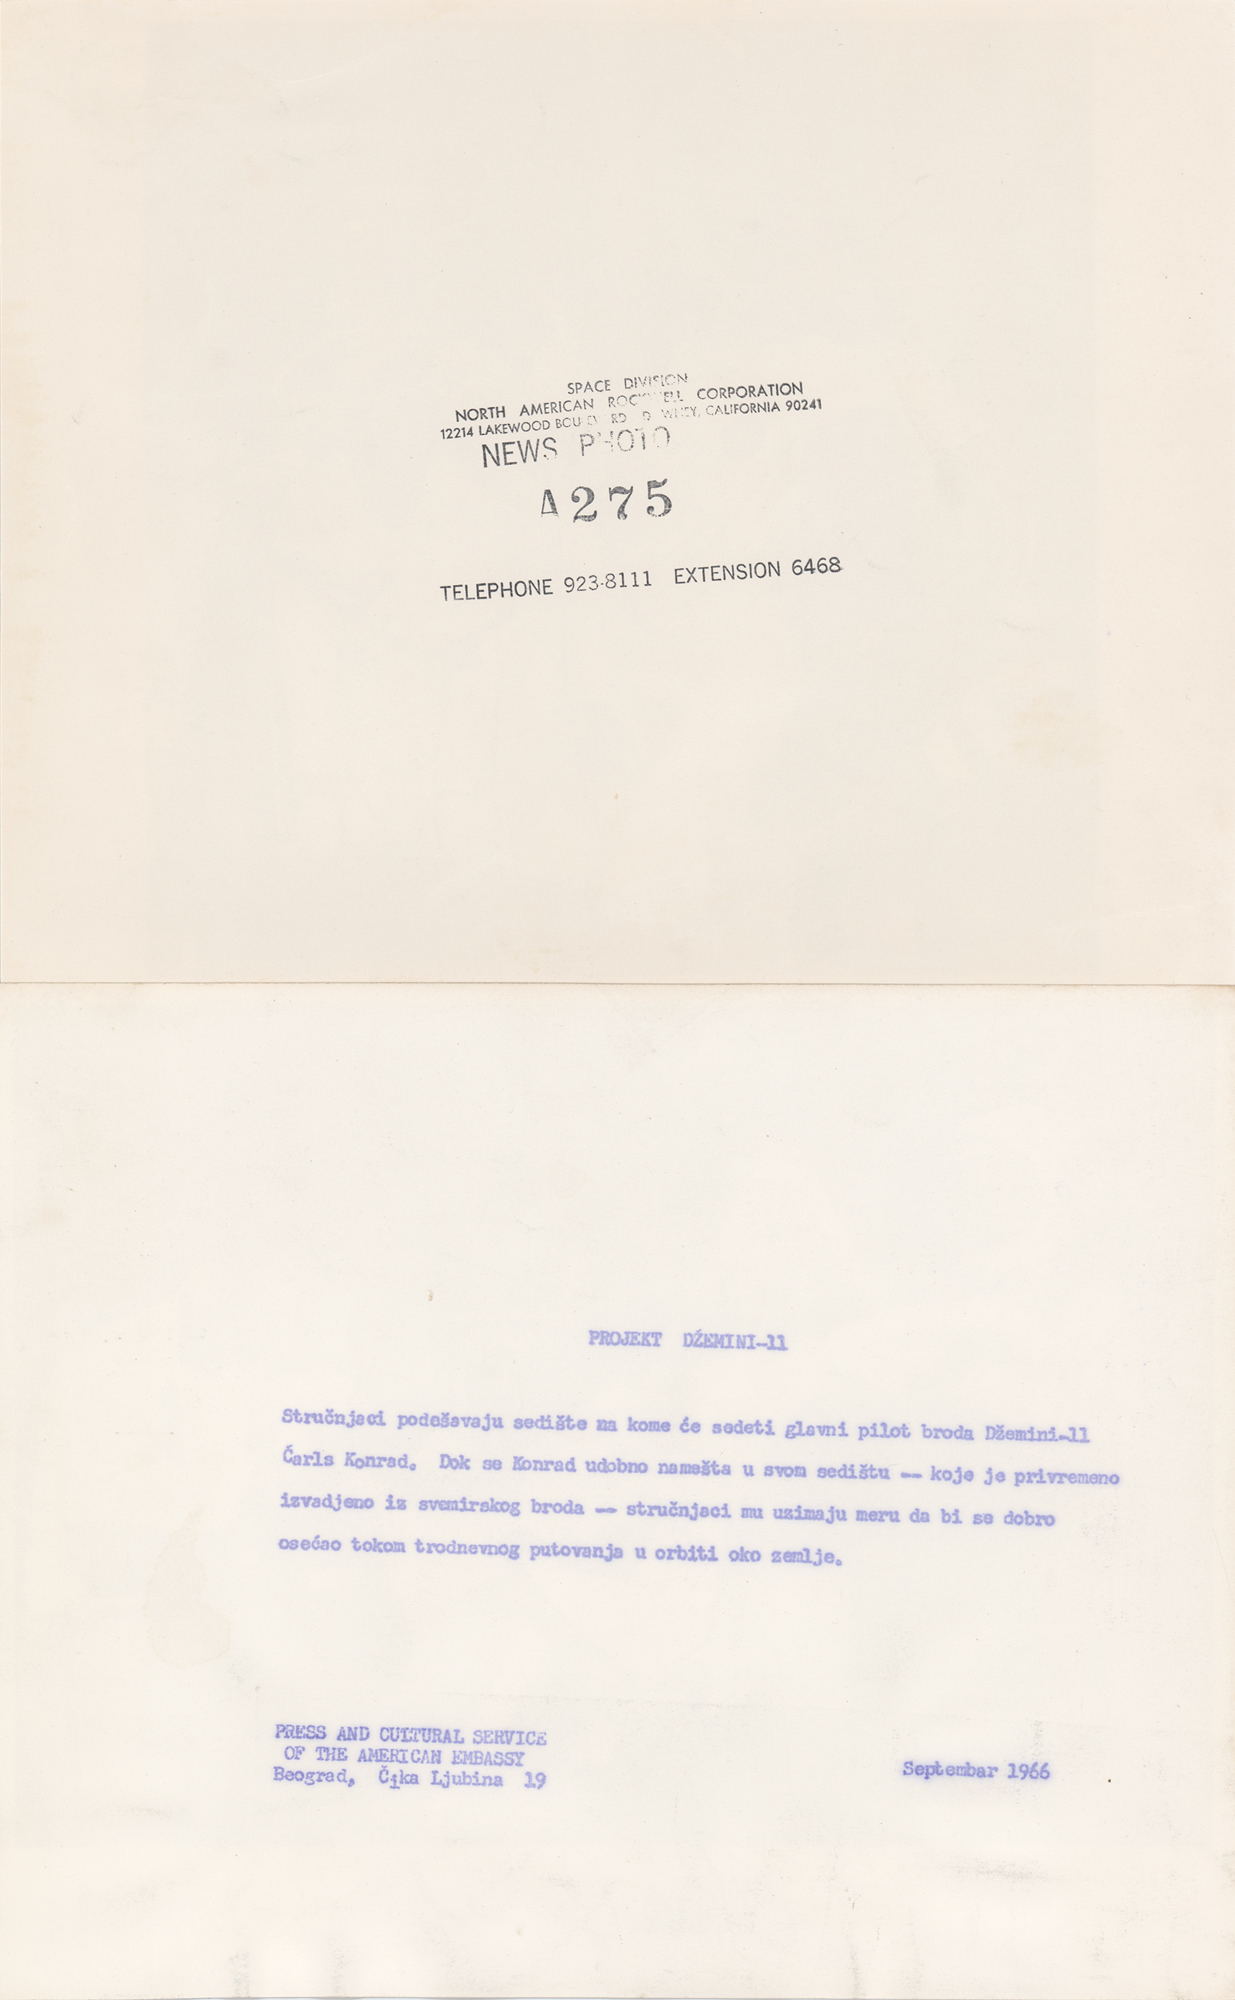 SPACE DIVISION
NORTH AMERICAN ROCKWELL CORPORATION
12214 LAKEWOOD BOULEVARD DOWNEY, CALIFORNIA 90241
NEWS PHOTO
A275
TELEPHONE 923-8111 EXTENSION 6468
PROJEKT DŽEMINI-11
Stručnjaci podešavaju sedište na kome će sedeti glavni pilot broda Džemini-11
Čarls Konrad. Dok se Konrad udobno namešta u svom sedištu -- koje je privremeno
izvadjeno iz svemirskog broda -- stručnjaci mu uzimaju meru da bi se dobro
osećao tokom trodnevnog putovanja u orbiti oko zemlje.
PRESS AND CULTURAL SERVICE
OF THE AMERICAN EMBASSY
Beograd, Čika Ljubina 19
Septembar 1966